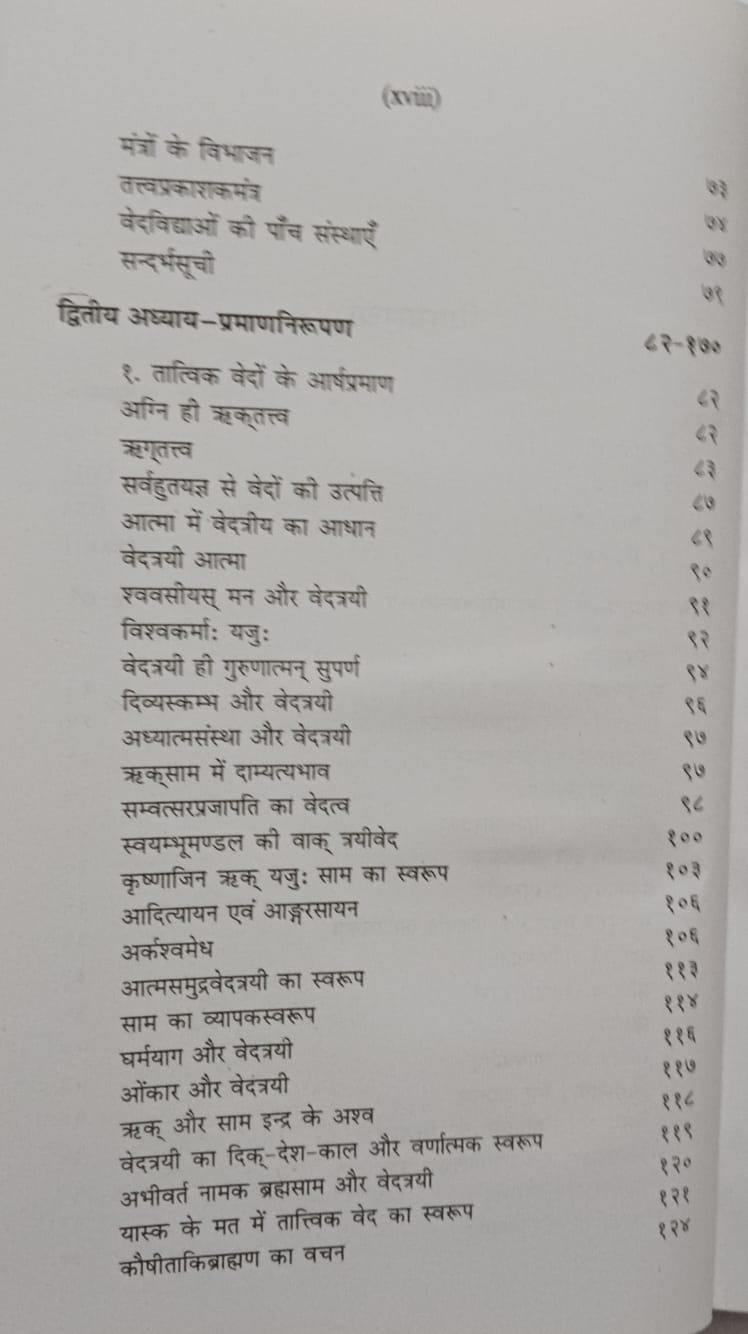 (xviii)
मंत्रों के विभाजन ७३
तत्त्वप्रकाशकमंत्र ७४
वेदविद्याओं की पाँच संस्थाएँ ७७
सन्दर्भसूची ७९
द्वितीय अध्याय–प्रमाणनिरूपण ८२-१७०
१. तात्विक वेदों के आर्षप्रमाण ८२
अग्नि ही ऋक्‌तत्त्व ८२
ऋग्‌तत्त्व ८३
सर्वहुतयज्ञ से वेदों की उत्पत्ति ८७
आत्मा में वेदत्रीय का आधान ८९
वेदत्रयी आत्मा ९०
श्ववसीयस् मन और वेदत्रयी ९१
विश्वकर्माः यजुः ९२
वेदत्रयी ही गुरुणात्मन् सुपर्ण ९४
दिव्यस्कम्भ और वेदत्रयी ९६
अध्यात्मसंस्था और वेदत्रयी ९७
ऋक्‌साम में दाम्यत्यभाव ९७
सम्वत्सरप्रजापति का वेदत्व ९८
स्वयम्भूमण्डल की वाक् त्रयीवेद १००
कृष्णाजिन ऋक् यजुः साम का स्वरूप १०३
आदित्यायन एवं आङ्गरसायन १०६
अर्कश्वमेध १०६
आत्मसमुद्रवेदत्रयी का स्वरूप ११३
साम का व्यापकस्वरूप ११४
घर्मयाग और वेदत्रयी ११६
ओंकार और वेदत्रयी ११७
ऋक् और साम इन्द्र के अश्व ११८
वेदत्रयी का दिक्-देश-काल और वर्णात्मक स्वरूप ११९
अभीवर्त नामक ब्रह्मसाम और वेदत्रयी १२०
यास्क के मत में तात्त्विक वेद का स्वरूप १२१
कौषीताकिब्राह्मण का वचन १२४